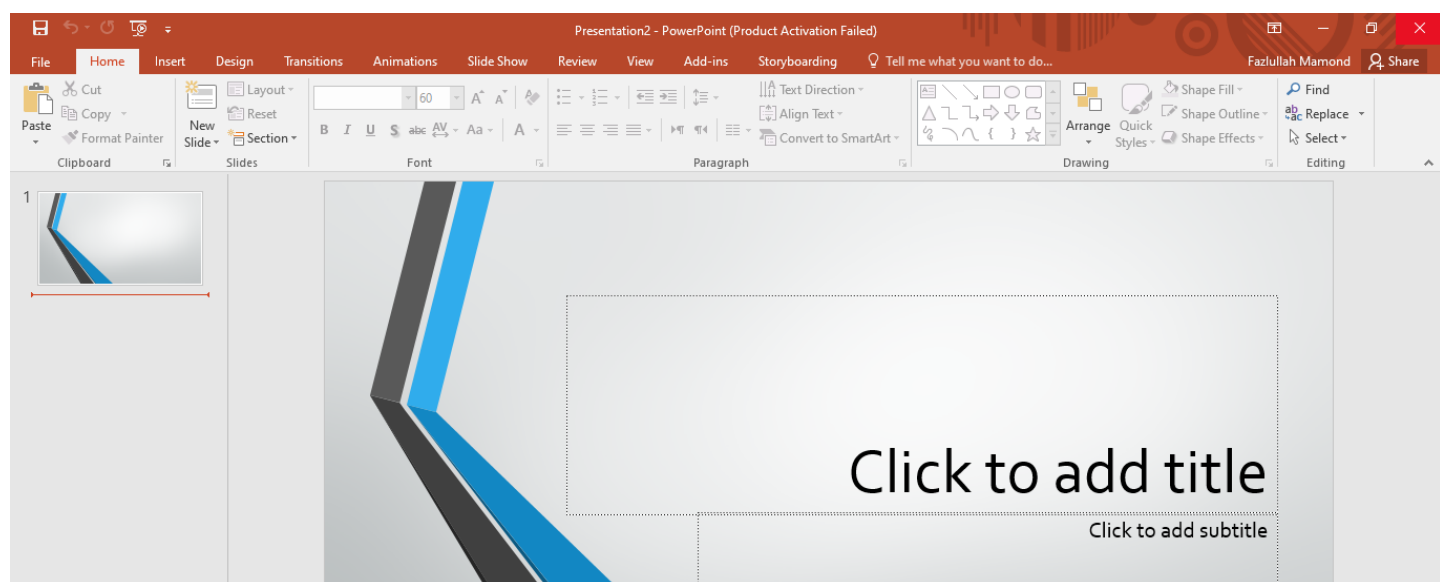 Presentation2 - PowerPoint (Product Activation Failed)
File Home Insert Design Transitions Animations Slide Show Review View Add-ins Storyboarding Tell me what you want to do... Fazlullah Mamond Share
Cut Layout 60 Text Direction Shape Fill Find
Copy Reset Align Text Shape Outline Replace
Paste Format Painter New Slide Section B I U S abc AV Aa A Convert to SmartArt Arrange Quick Styles Shape Effects Select
Clipboard Slides Font Paragraph Drawing Editing
1
Click to add title
Click to add subtitle